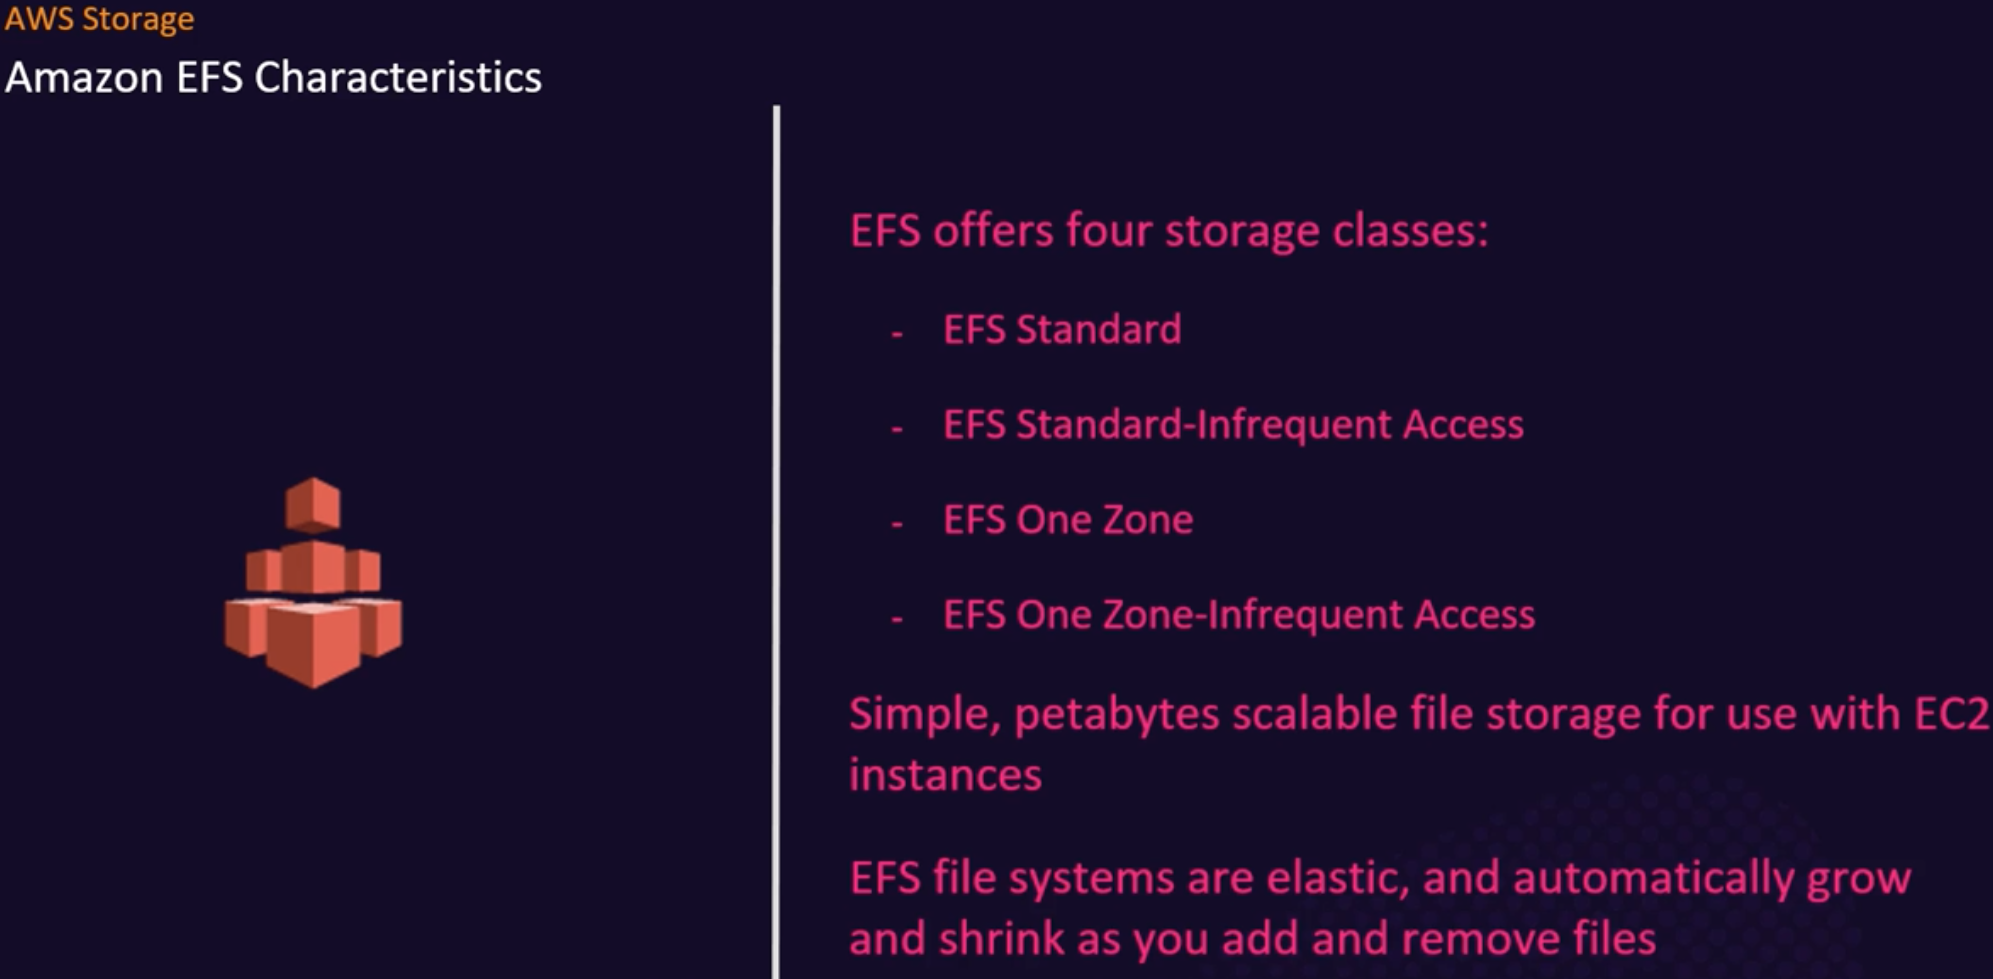 AWS Storage
Amazon EFS Characteristics
EFS offers four storage classes:
- EFS Standard
- EFS Standard-Infrequent Access
- EFS One Zone
- EFS One Zone-Infrequent Access
Simple, petabytes scalable file storage for use with EC2
instances
EFS file systems are elastic, and automatically grow
and shrink as you add and remove files